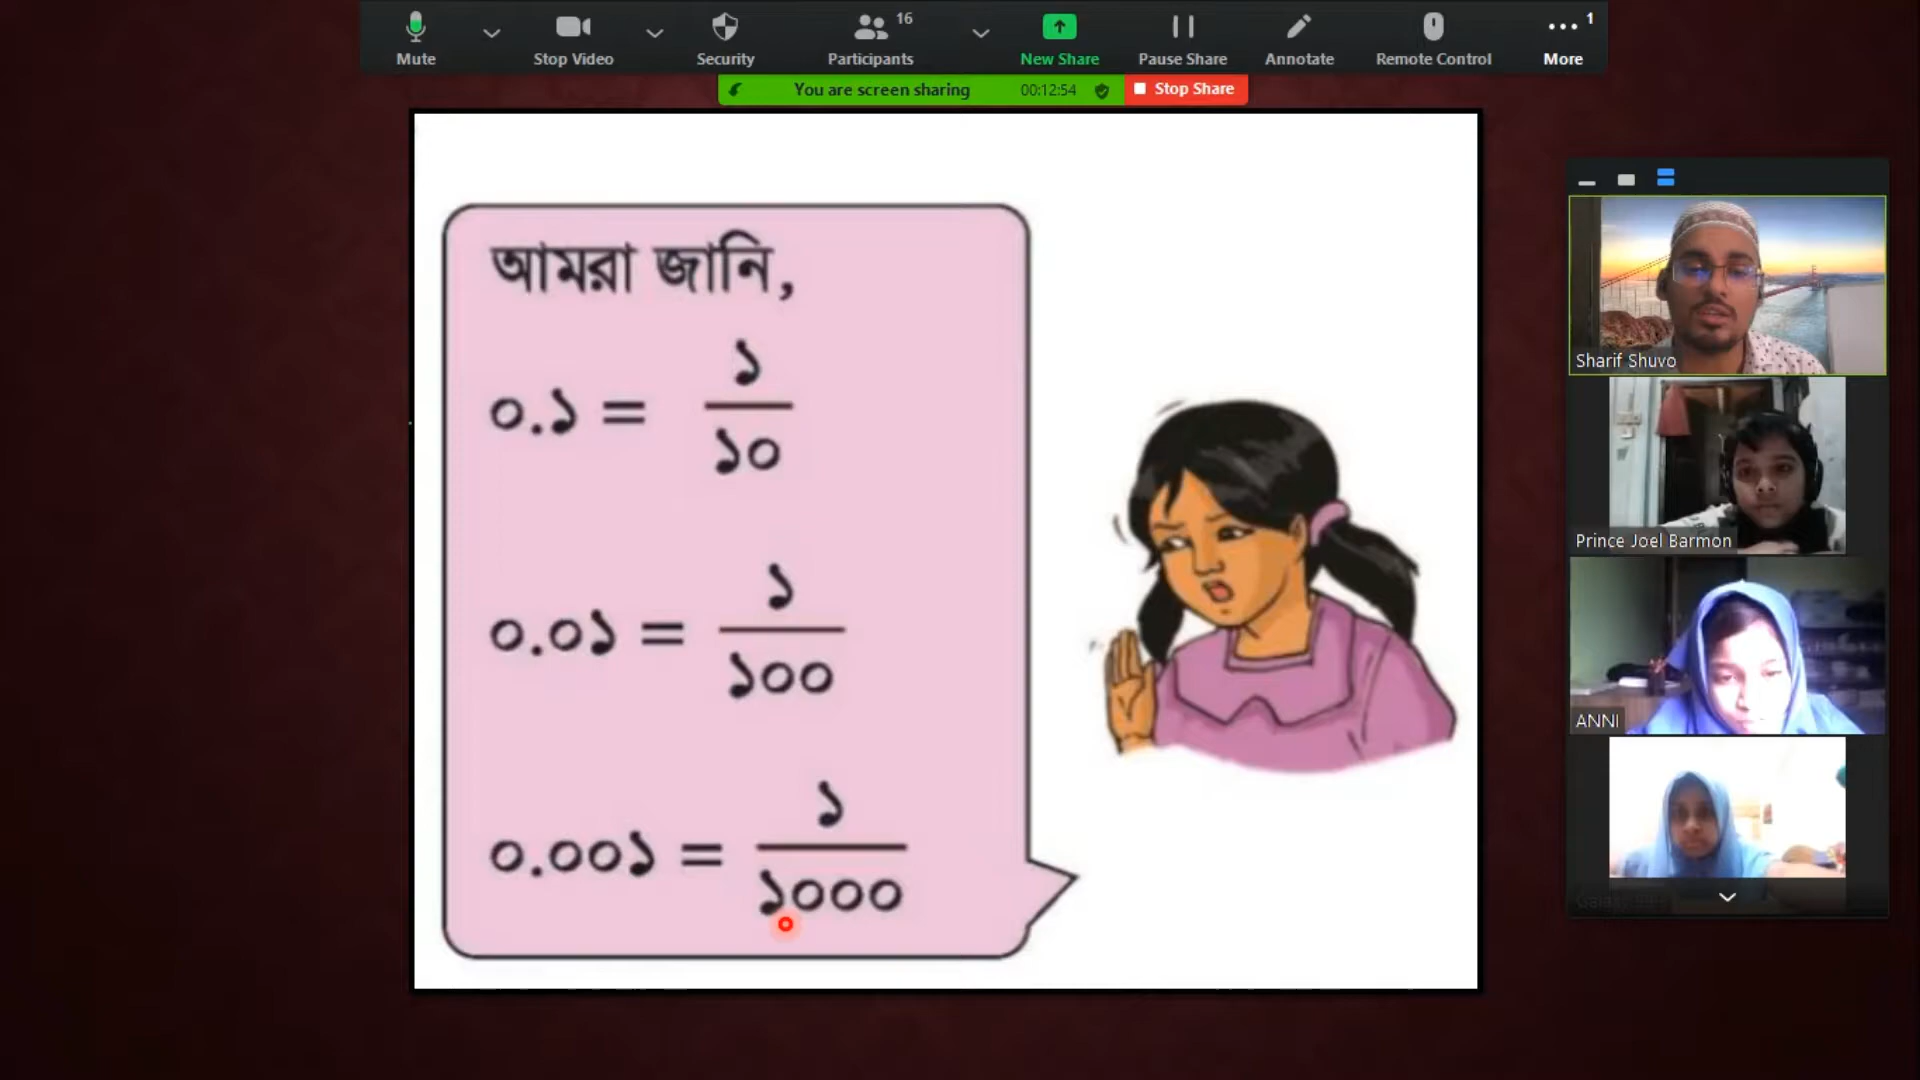 Mute
Stop Video
Security
Participants
16
New Share
Pause Share
Annotate
Remote Control
More
1
You are screen sharing
00:12:54
Stop Share
আমরা জানি,
০.১ = ১/১০
০.০১ = ১/১০০
০.০০১ = ১/১০০০
Sharif Shuvo
Prince Joel Barmon
ANNI